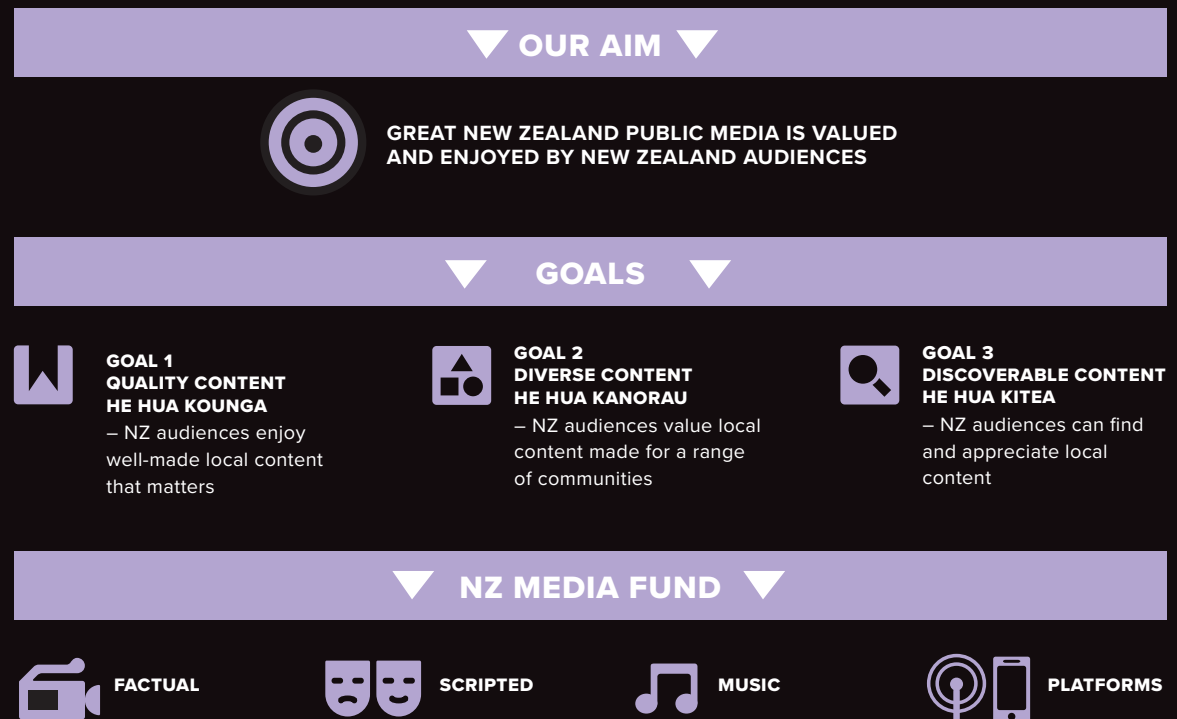 OUR AIM
GREAT NEW ZEALAND PUBLIC MEDIA IS VALUED
AND ENJOYED BY NEW ZEALAND AUDIENCES
GOALS
GOAL 1
QUALITY CONTENT
HE HUA KOUNGA
– NZ audiences enjoy
well-made local content
that matters
GOAL 2
DIVERSE CONTENT
HE HUA KANORAU
– NZ audiences value local
content made for a range
of communities
GOAL 3
DISCOVERABLE CONTENT
HE HUA KITEA
– NZ audiences can find
and appreciate local
content
NZ MEDIA FUND
FACTUAL
SCRIPTED
MUSIC
PLATFORMS